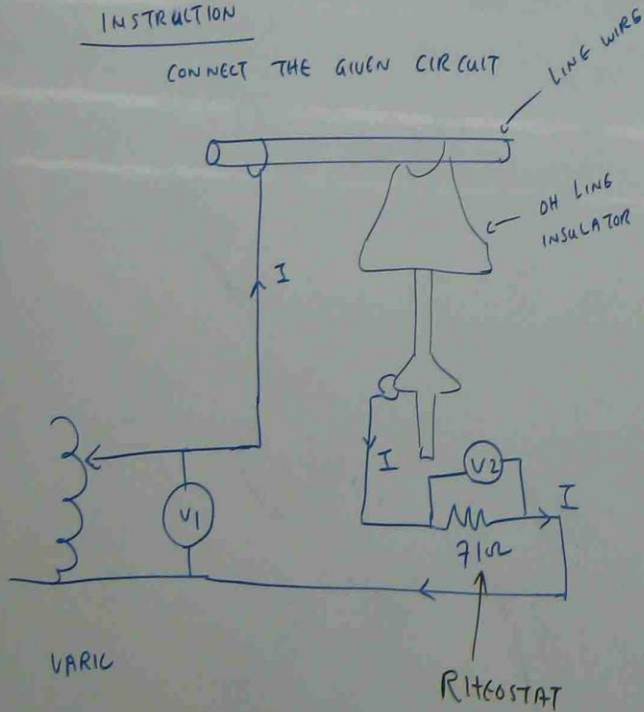 INSTRUCTION
CONNECT THE GIVEN CIRCUIT
LINE WIRE
OH LINE
INSULATOR
I
I
V2
I
V1
71Ω
VARIC
RHEOSTAT